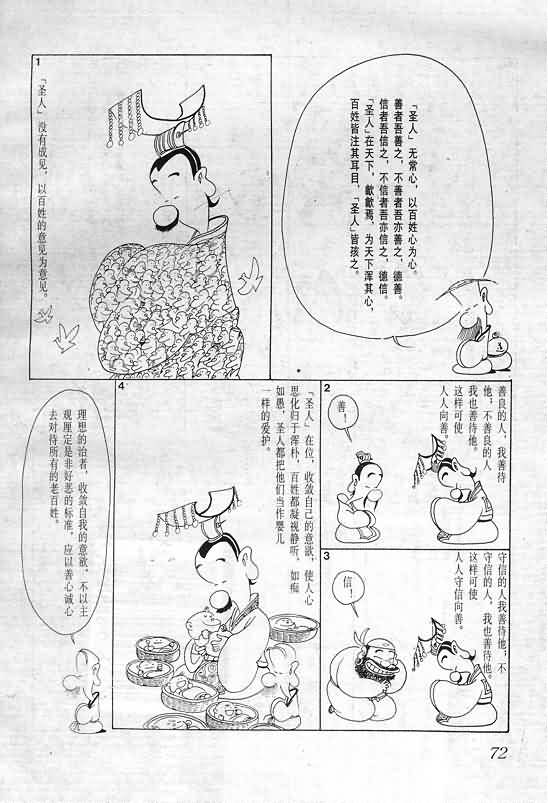 「圣人」无常心，以百姓心为心。
善者吾善之，不善者吾亦善之，德善。
信者吾信之，不信者吾亦信之，德信。
「圣人」在天下，歙歙焉，为天下浑其心，
百姓皆注其耳目，「圣人」皆孩之。
1
「圣人」没有成见，以百姓的意见为意见。
2
善良的人，我善待
他，不善良的人
我也善待他。
这样可使
人人向善。
善！
3
守信的人我善待他；不
守信的人，我也善待他。
这样可使
人人守信向善。
信！
4
「圣人」在位，收敛自己的意欲，使人心
思化归于浑朴，百姓都凝视静听，如痴
如愚，圣人都把他们当作婴儿
一样的爱护。
理想的治者，收敛自我的意欲，不以主
观厘定是非好恶的标准，应以善心诚心
去对待所有的老百姓。
72